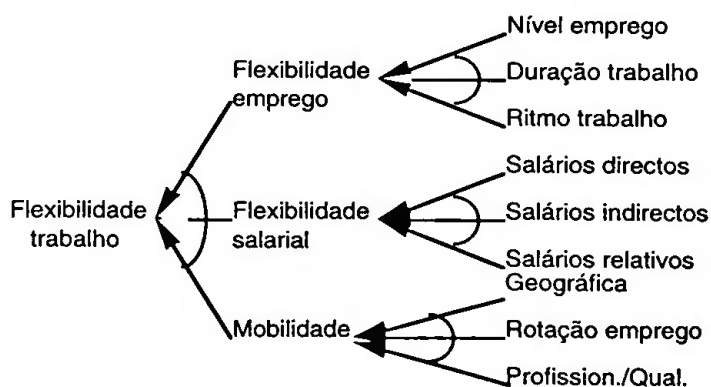 Nível emprego
Flexibilidade
emprego
Duração trabalho
Ritmo trabalho
Salários directos
Flexibilidade
trabalho
Flexibilidade
salarial
Salários indirectos
Salários relativos
Geográfica
Mobilidade
Rotação emprego
Profission./Qual.